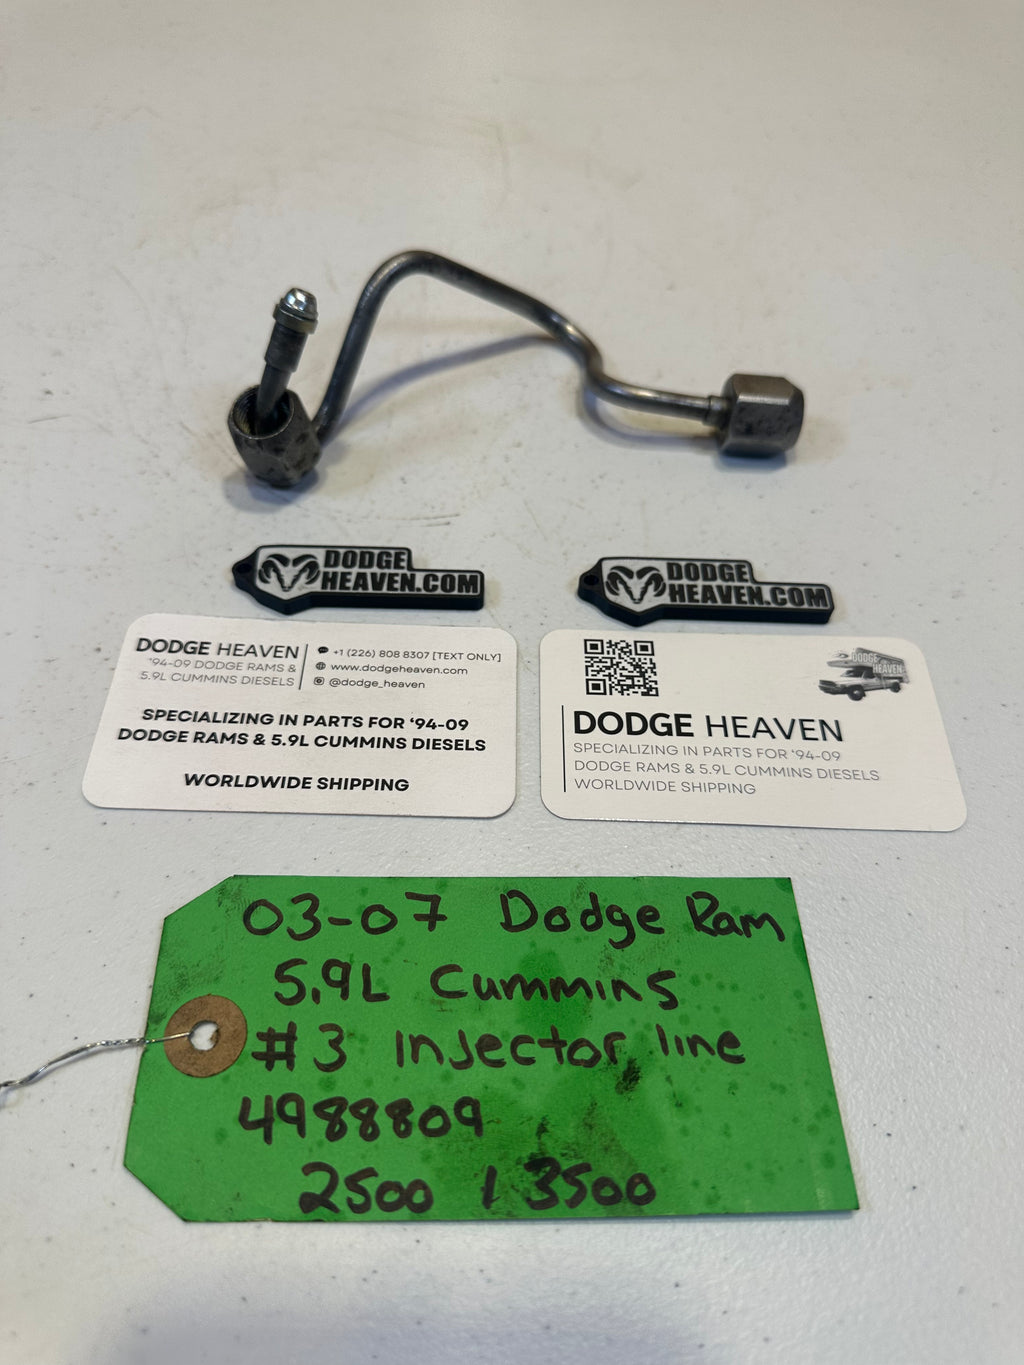 DODGE
HEAVEN.COM
DODGE
HEAVEN.COM
DODGE HEAVEN
'94-09 DODGE RAMS &
5.9L CUMMINS DIESELS
+1 (226) 808 8307 [TEXT ONLY]
www.dodgeheaven.com
@dodge_heaven
SPECIALIZING IN PARTS FOR '94-09
DODGE RAMS & 5.9L CUMMINS DIESELS
WORLDWIDE SHIPPING
DODGE
HEAVEN
DODGE HEAVEN
SPECIALIZING IN PARTS FOR '94-09
DODGE RAMS & 5.9L CUMMINS DIESELS
WORLDWIDE SHIPPING
03-07 Dodge Ram
5.9L Cummins
#3 Injector line
4988809
2500 / 3500